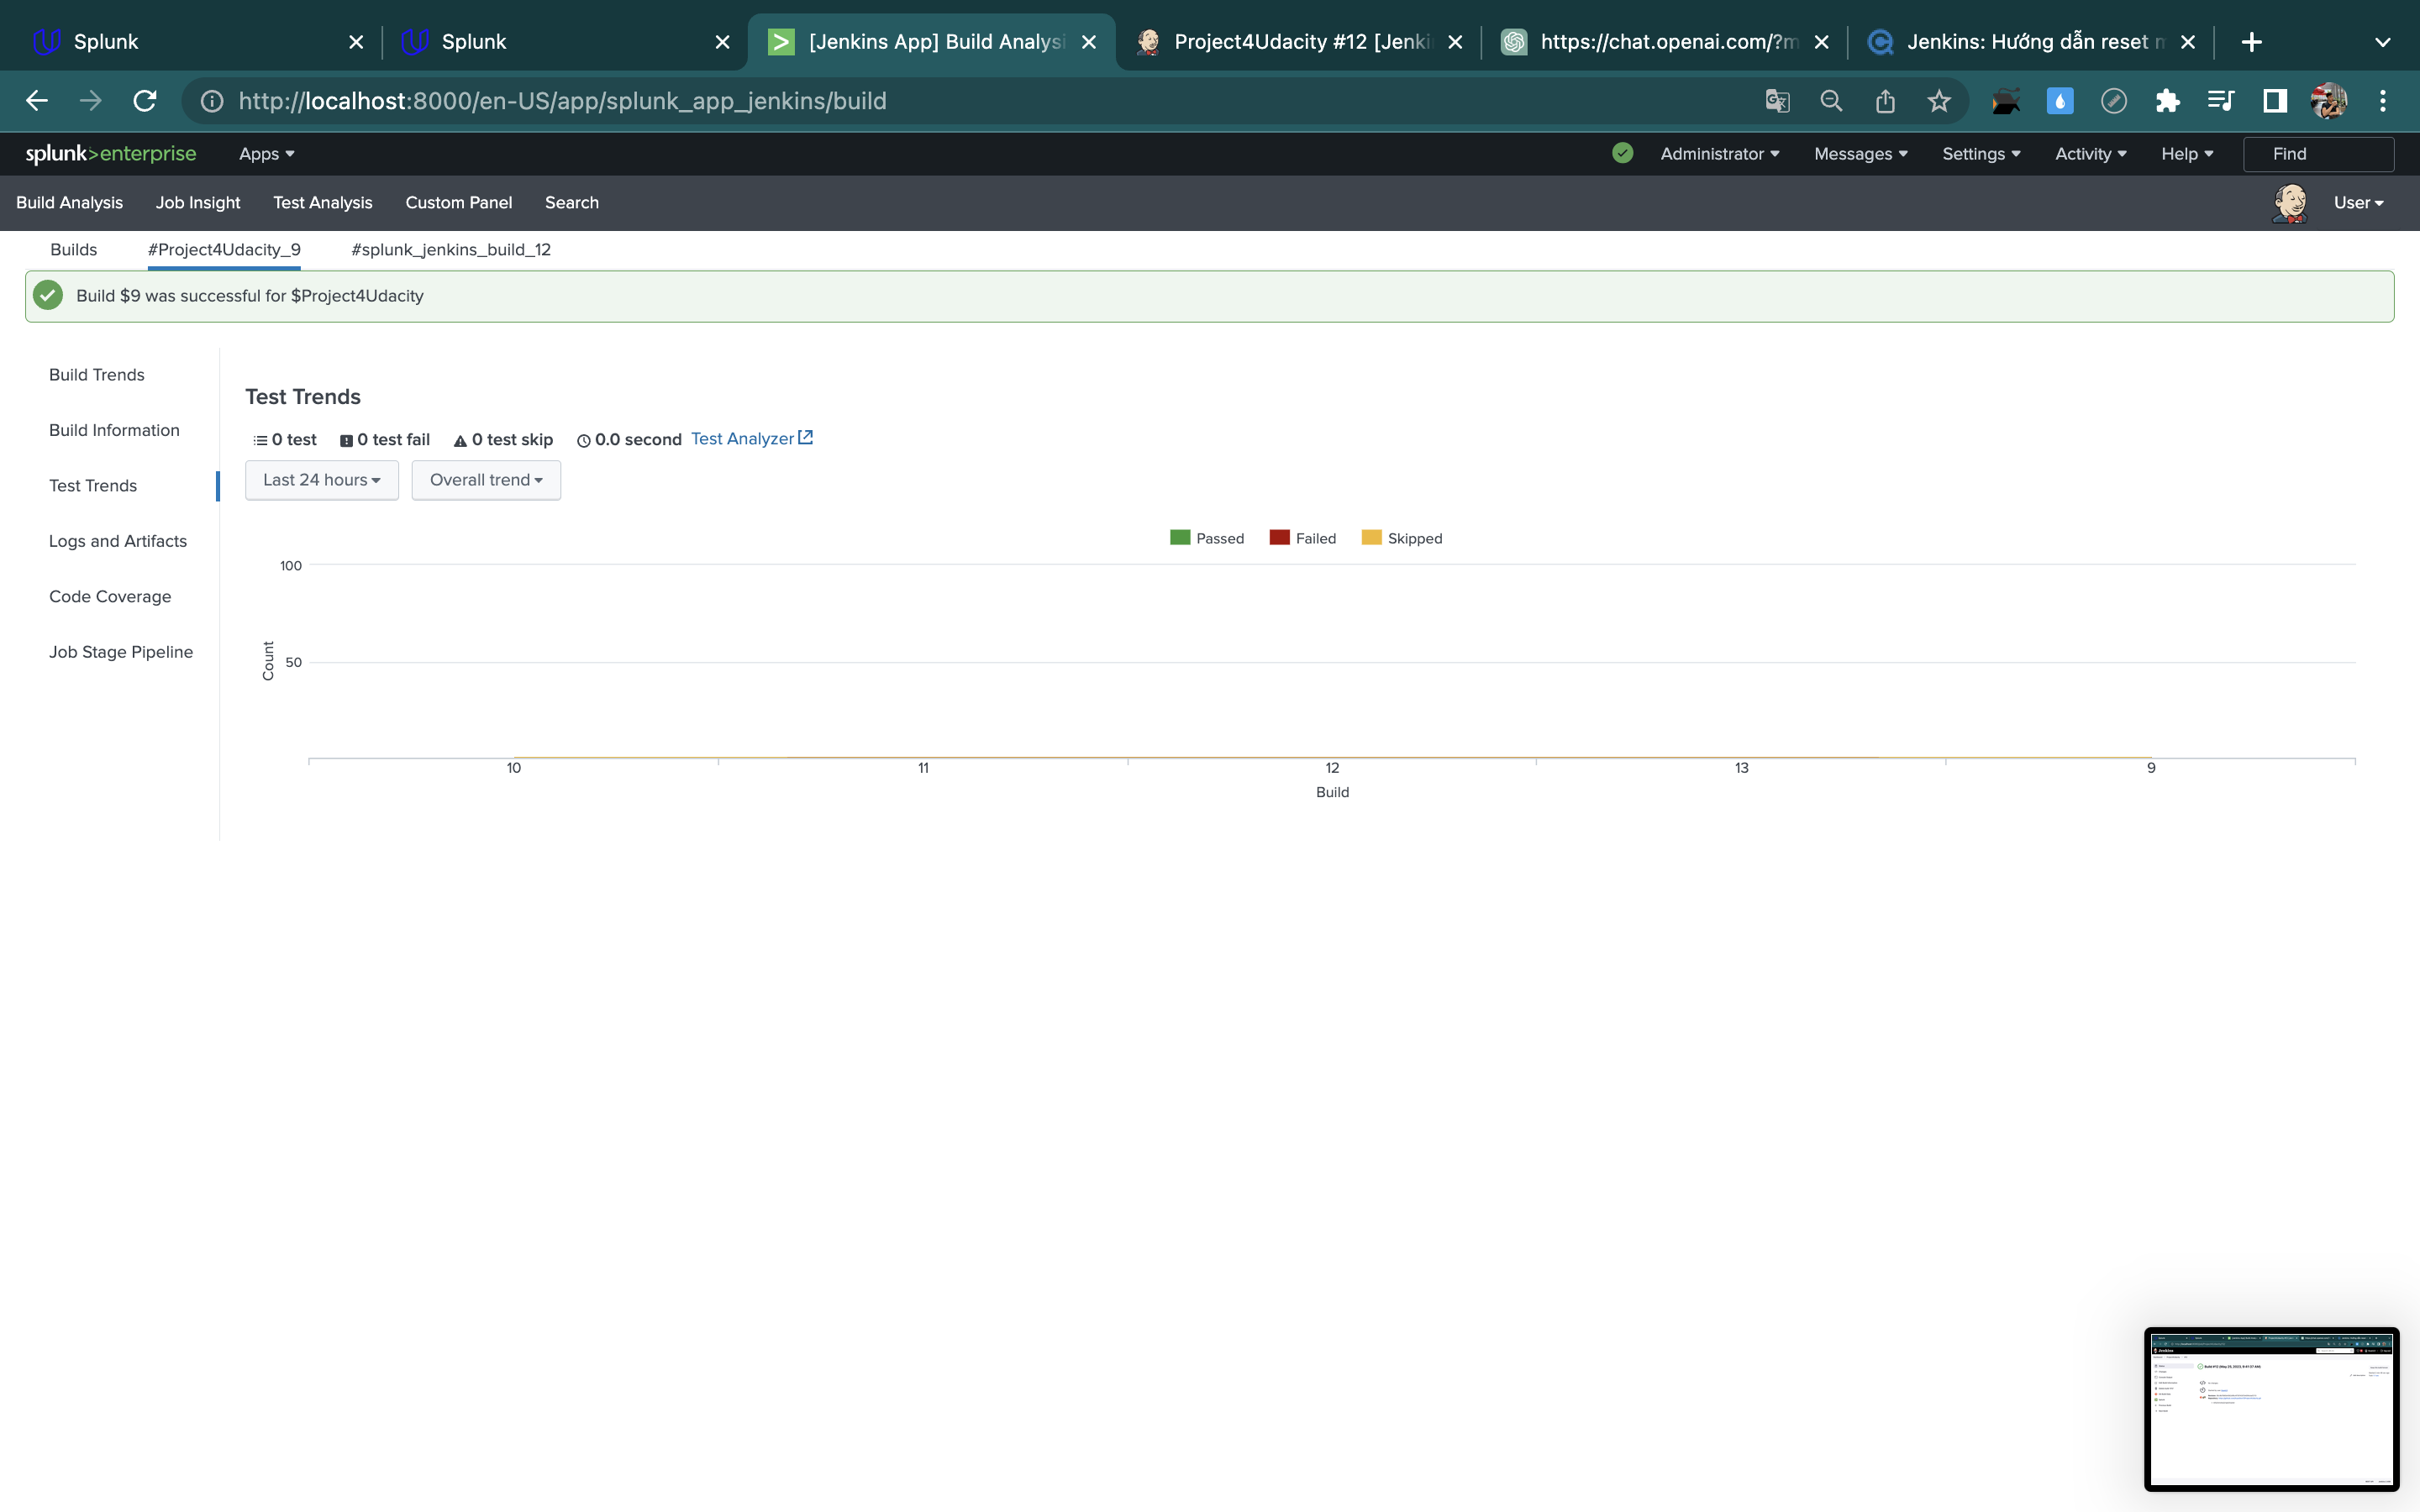 Splunk
Splunk
[Jenkins App] Build Analysi
Project4Udacity #12 [Jenki
https://chat.openai.com/?m
Jenkins: Hướng dẫn reset m
http://localhost:8000/en-US/app/splunk_app_jenkins/build
splunk>enterprise
Apps
Administrator
Messages
Settings
Activity
Help
Find
Build Analysis
Job Insight
Test Analysis
Custom Panel
Search
User
Builds
#Project4Udacity_9
#splunk_jenkins_build_12
Build $9 was successful for $Project4Udacity
Build Trends
Build Information
Test Trends
Logs and Artifacts
Code Coverage
Job Stage Pipeline
Test Trends
0 test
0 test fail
0 test skip
0.0 second
Test Analyzer
Last 24 hours
Overall trend
Passed
Failed
Skipped
100
50
Count
10
11
12
13
9
Build